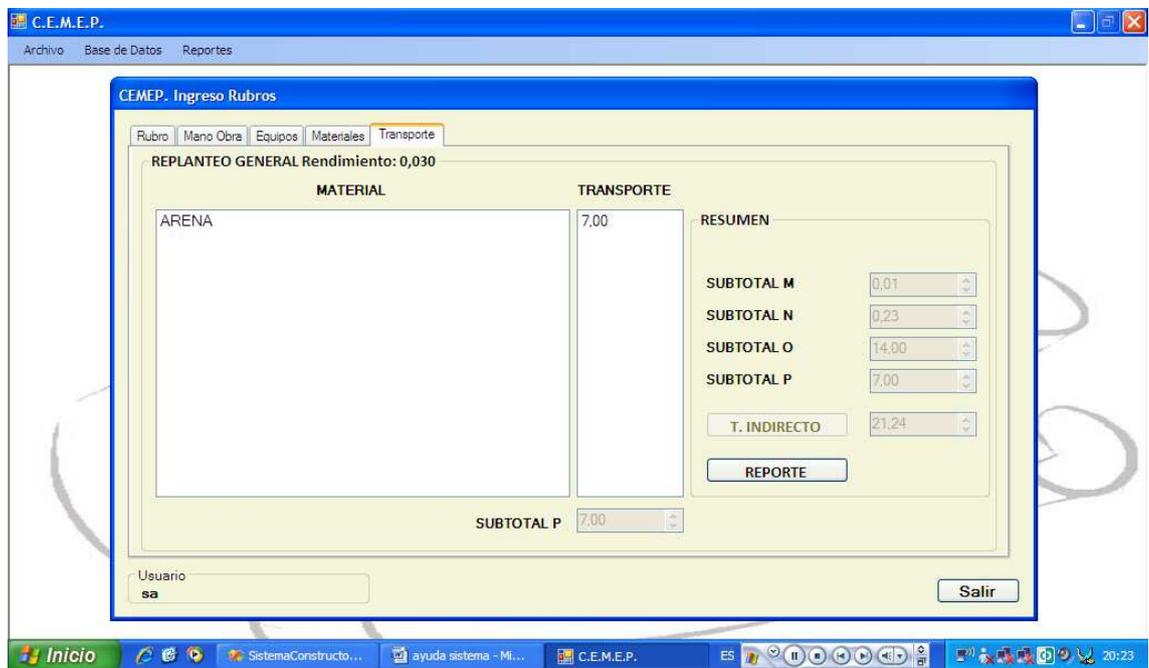 C.E.M.E.P.
Archivo Base de Datos Reportes
CEMEP. Ingreso Rubros
Rubro Mano Obra Equipos Materiales Transporte
REPLANTEO GENERAL Rendimiento: 0,030
MATERIAL TRANSPORTE
ARENA 7,00
RESUMEN
SUBTOTAL M 0,01
SUBTOTAL N 0,23
SUBTOTAL O 14,00
SUBTOTAL P 7,00
T. INDIRECTO 21,24
REPORTE
SUBTOTAL P 7,00
Usuario
sa
Salir
Inicio SistemaConstructo... ayuda sistema - Mi... C.E.M.E.P. ES 20:23